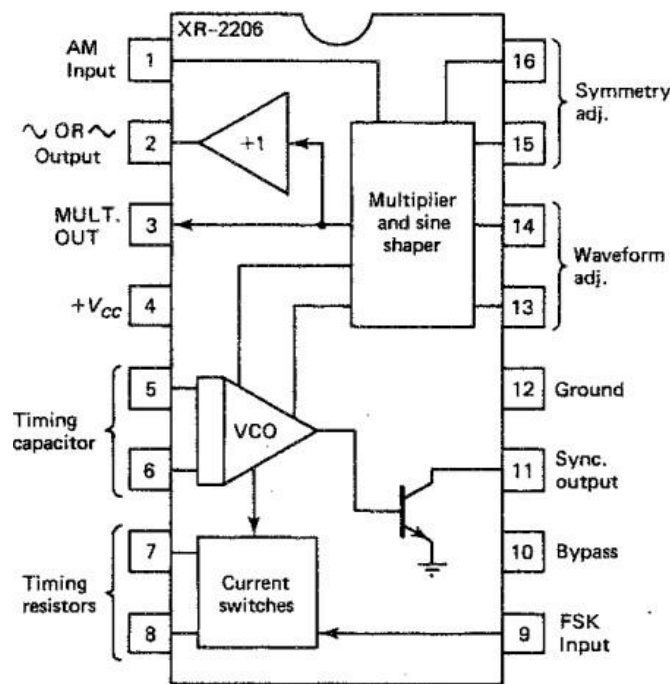 XR-2206
AM
Input
1
16
Symmetry
adj.
∿ OR ∿
Output
2
+1
15
MULT.
OUT
3
Multiplier
and sine
shaper
14
Waveform
adj.
+V_CC
4
13
Timing
capacitor
5
12
Ground
VCO
6
11
Sync.
output
Timing
resistors
7
10
Bypass
Current
switches
8
9
FSK
Input